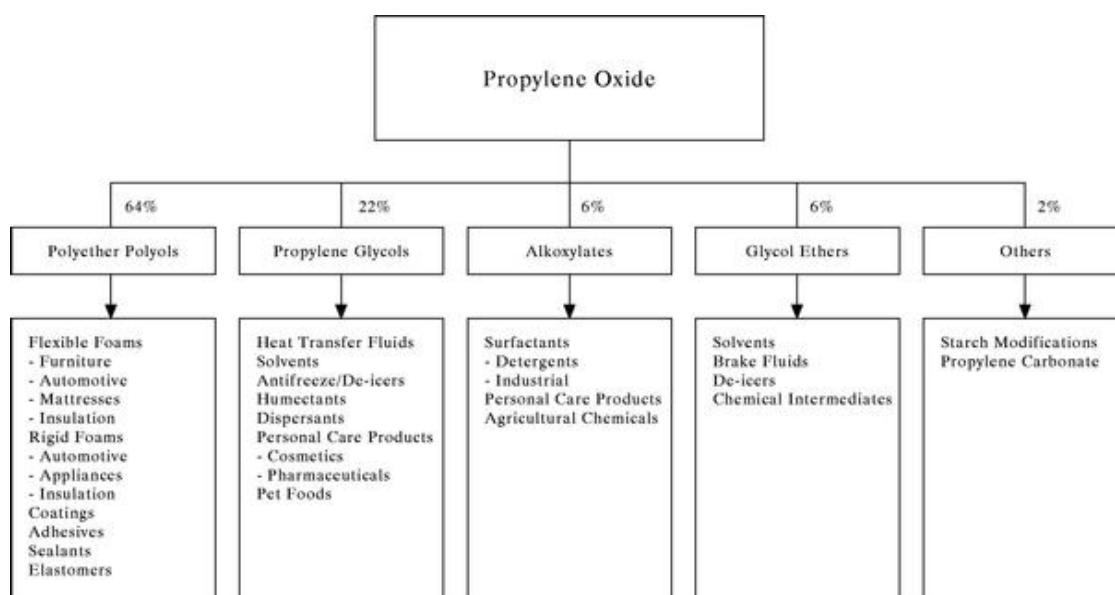 Propylene Oxide
64%
22%
6%
6%
2%
Polyether Polyols
Propylene Glycols
Alkoxylates
Glycol Ethers
Others
Flexible Foams
- Furniture
- Automotive
- Mattresses
- Insulation
Rigid Foams
- Automotive
- Appliances
- Insulation
Coatings
Adhesives
Sealants
Elastomers
Heat Transfer Fluids
Solvents
Antifreeze/De-icers
Humectants
Dispersants
Personal Care Products
- Cosmetics
- Pharmaceuticals
Pet Foods
Surfactants
- Detergents
- Industrial
Personal Care Products
Agricultural Chemicals
Solvents
Brake Fluids
De-icers
Chemical Intermediates
Starch Modifications
Propylene Carbonate